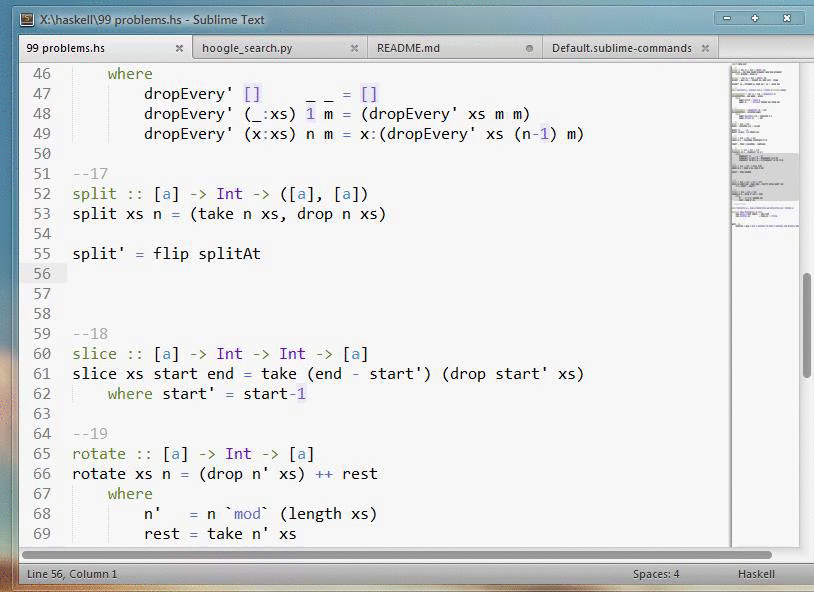 X:\haskell\99 problems.hs - Sublime Text
99 problems.hs hoogle_search.py README.md Default.sublime-commands
46 where
47 dropEvery' [] _ _ = []
48 dropEvery' (_:xs) 1 m = (dropEvery' xs m m)
49 dropEvery' (x:xs) n m = x:(dropEvery' xs (n-1) m)
50
51 --17
52 split :: [a] -> Int -> ([a], [a])
53 split xs n = (take n xs, drop n xs)
54
55 split' = flip splitAt
56
57
58
59 --18
60 slice :: [a] -> Int -> Int -> [a]
61 slice xs start end = take (end - start') (drop start' xs)
62 where start' = start-1
63
64 --19
65 rotate :: [a] -> Int -> [a]
66 rotate xs n = (drop n' xs) ++ rest
67 where
68 n' = n `mod` (length xs)
69 rest = take n' xs
Line 56, Column 1 Spaces: 4 Haskell